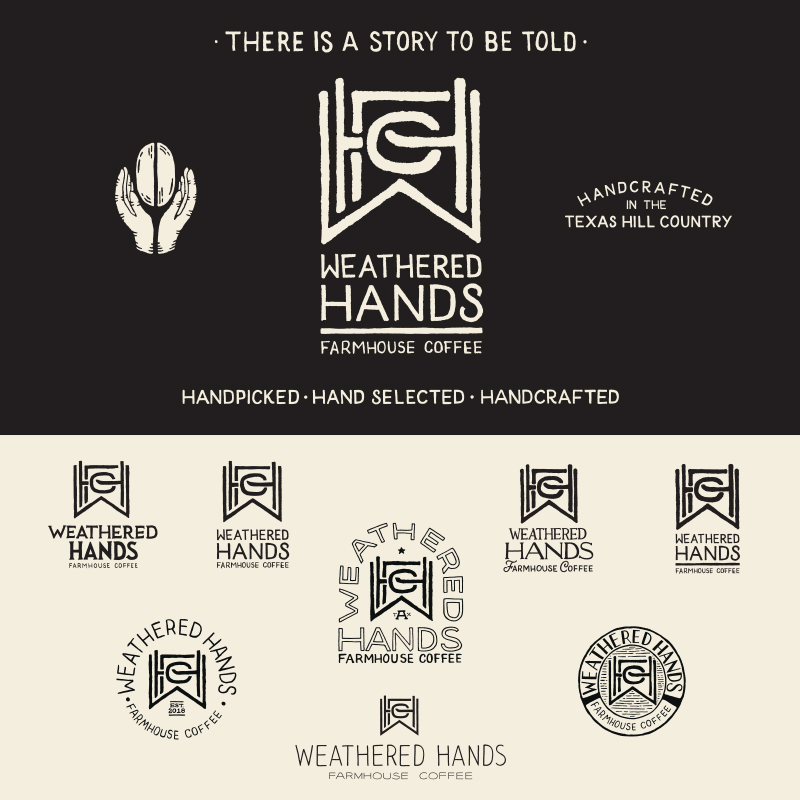 · THERE IS A STORY TO BE TOLD ·
HANDCRAFTED
IN THE
TEXAS HILL COUNTRY
WEATHERED
HANDS
FARMHOUSE COFFEE
HANDPICKED · HAND SELECTED · HANDCRAFTED
WEATHERED
HANDS
FARMHOUSE COFFEE
WEATHERED
HANDS
FARMHOUSE COFFEE
WEATHERED
HANDS
FARMHOUSE COFFEE
WEATHERED
HANDS
FARMHOUSE COFFEE
WEATHERED
HANDS
FARMHOUSE COFFEE
WEATHERED HANDS
EST.
2018
· FARMHOUSE COFFEE ·
WEATHERED HANDS
FARMHOUSE COFFEE
WEATHERED HANDS
FARMHOUSE COFFEE